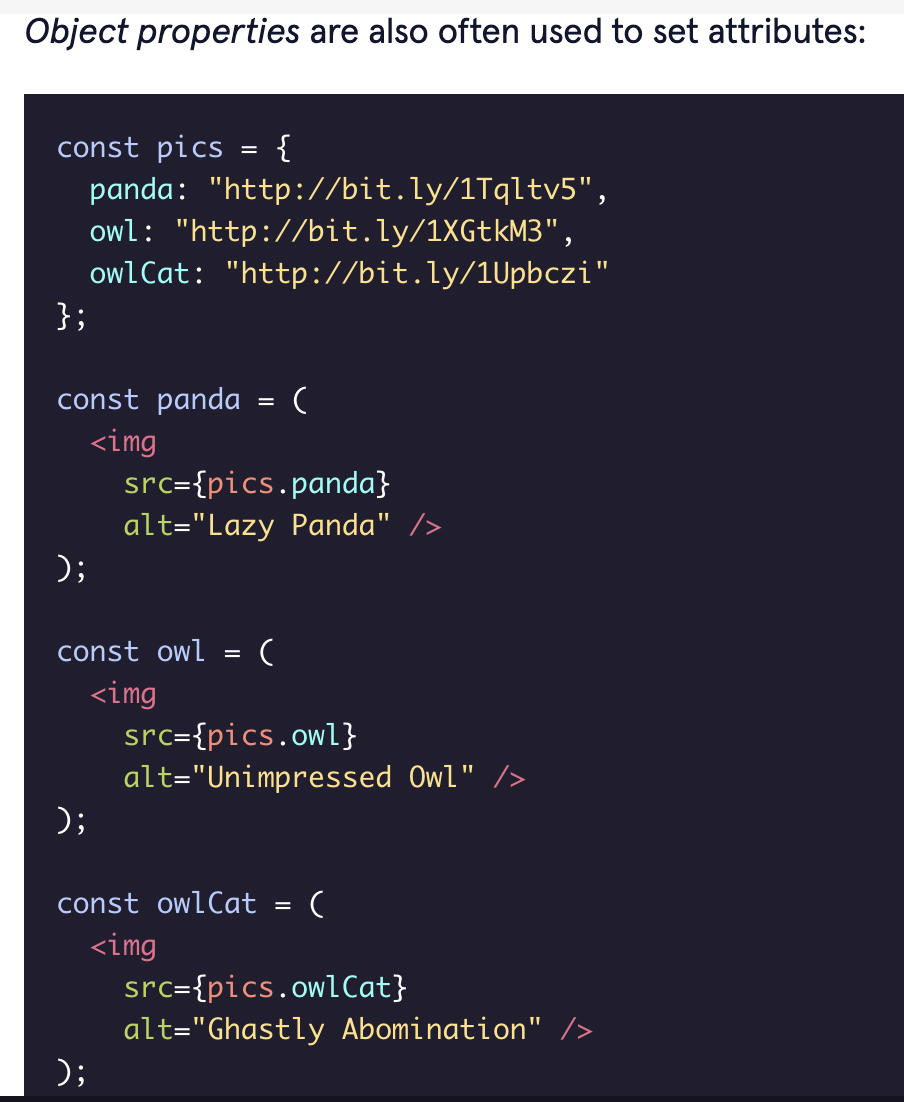 Object properties are also often used to set attributes:
const pics = {
  panda: "http://bit.ly/1Tqltv5",
  owl: "http://bit.ly/1XGtkM3",
  owlCat: "http://bit.ly/1Upbczi"
};

const panda = (
  <img
    src={pics.panda}
    alt="Lazy Panda" />
);

const owl = (
  <img
    src={pics.owl}
    alt="Unimpressed Owl" />
);

const owlCat = (
  <img
    src={pics.owlCat}
    alt="Ghastly Abomination" />
);